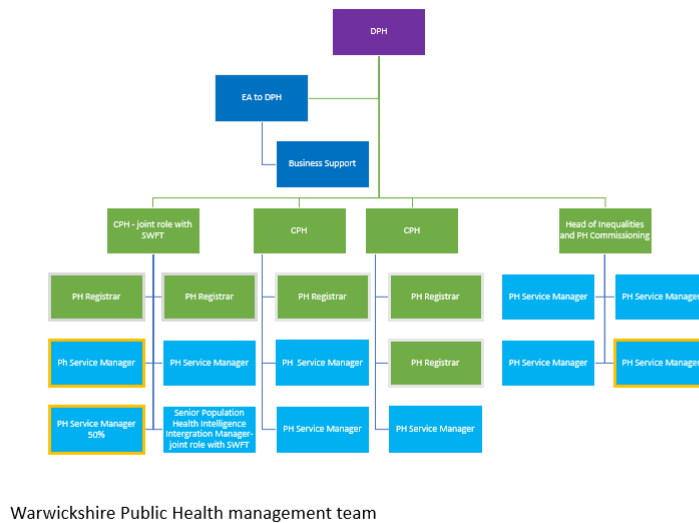 DPH
EA to DPH
Business Support
CPH - joint role with
SWFT
CPH
CPH
Head of Inequalities
and PH Commissioning
PH Registrar
PH Registrar
PH Registrar
PH Registrar
PH Service Manager
PH Service Manager
Ph Service Manager
PH Service Manager
PH Service Manager
PH Registrar
PH Service Manager
PH Service Manager
PH Service Manager
50%
Senior Population
Health Intelligence
Intergration Manager-
joint role with SWFT
PH Service Manager
PH Service Manager
Warwickshire Public Health management team